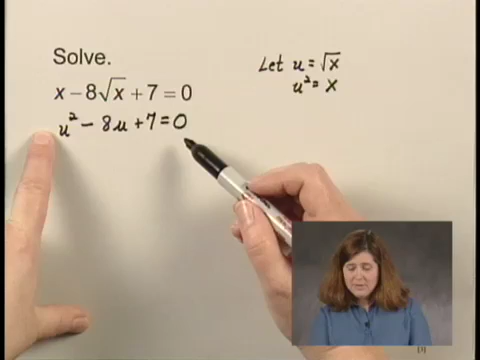 Solve.
x − 8√x + 7 = 0
u² − 8u + 7 = 0
Let u = √x
u² = x